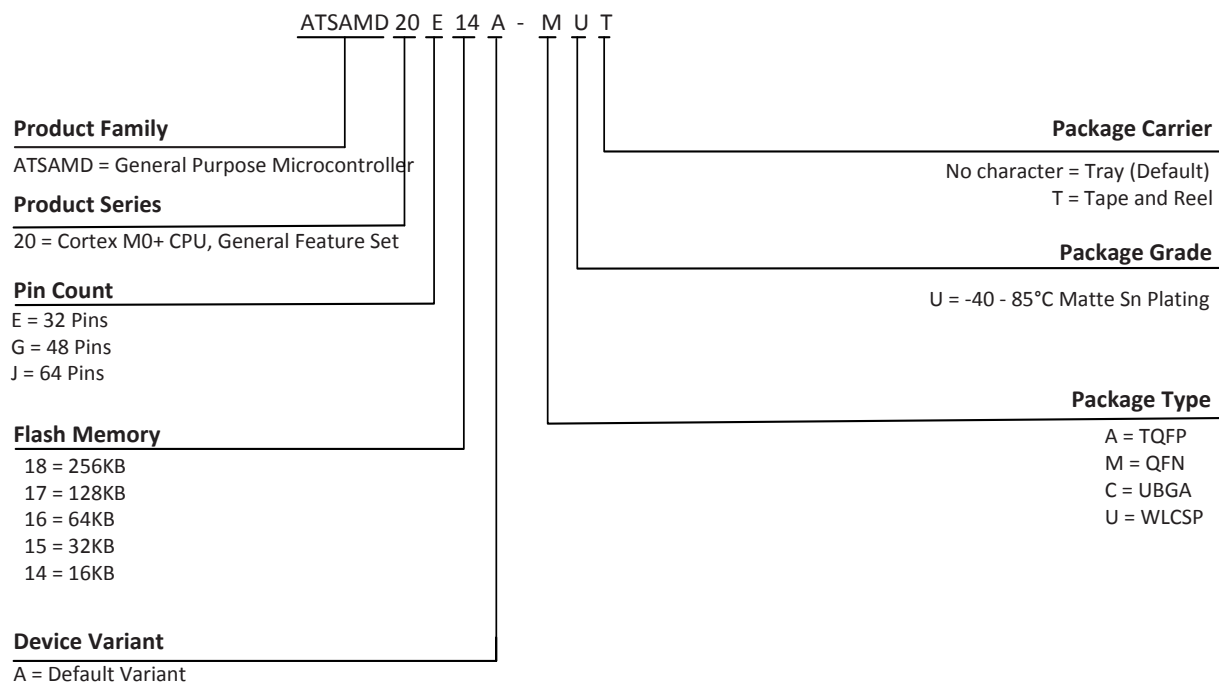 ATSAMD 20 E 14 A - M U T
Product Family
ATSAMD = General Purpose Microcontroller
Product Series
20 = Cortex M0+ CPU, General Feature Set
Pin Count
E = 32 Pins
G = 48 Pins
J = 64 Pins
Flash Memory
18 = 256KB
17 = 128KB
16 = 64KB
15 = 32KB
14 = 16KB
Device Variant
A = Default Variant
Package Carrier
No character = Tray (Default)
T = Tape and Reel
Package Grade
U = -40 - 85°C Matte Sn Plating
Package Type
A = TQFP
M = QFN
C = UBGA
U = WLCSP